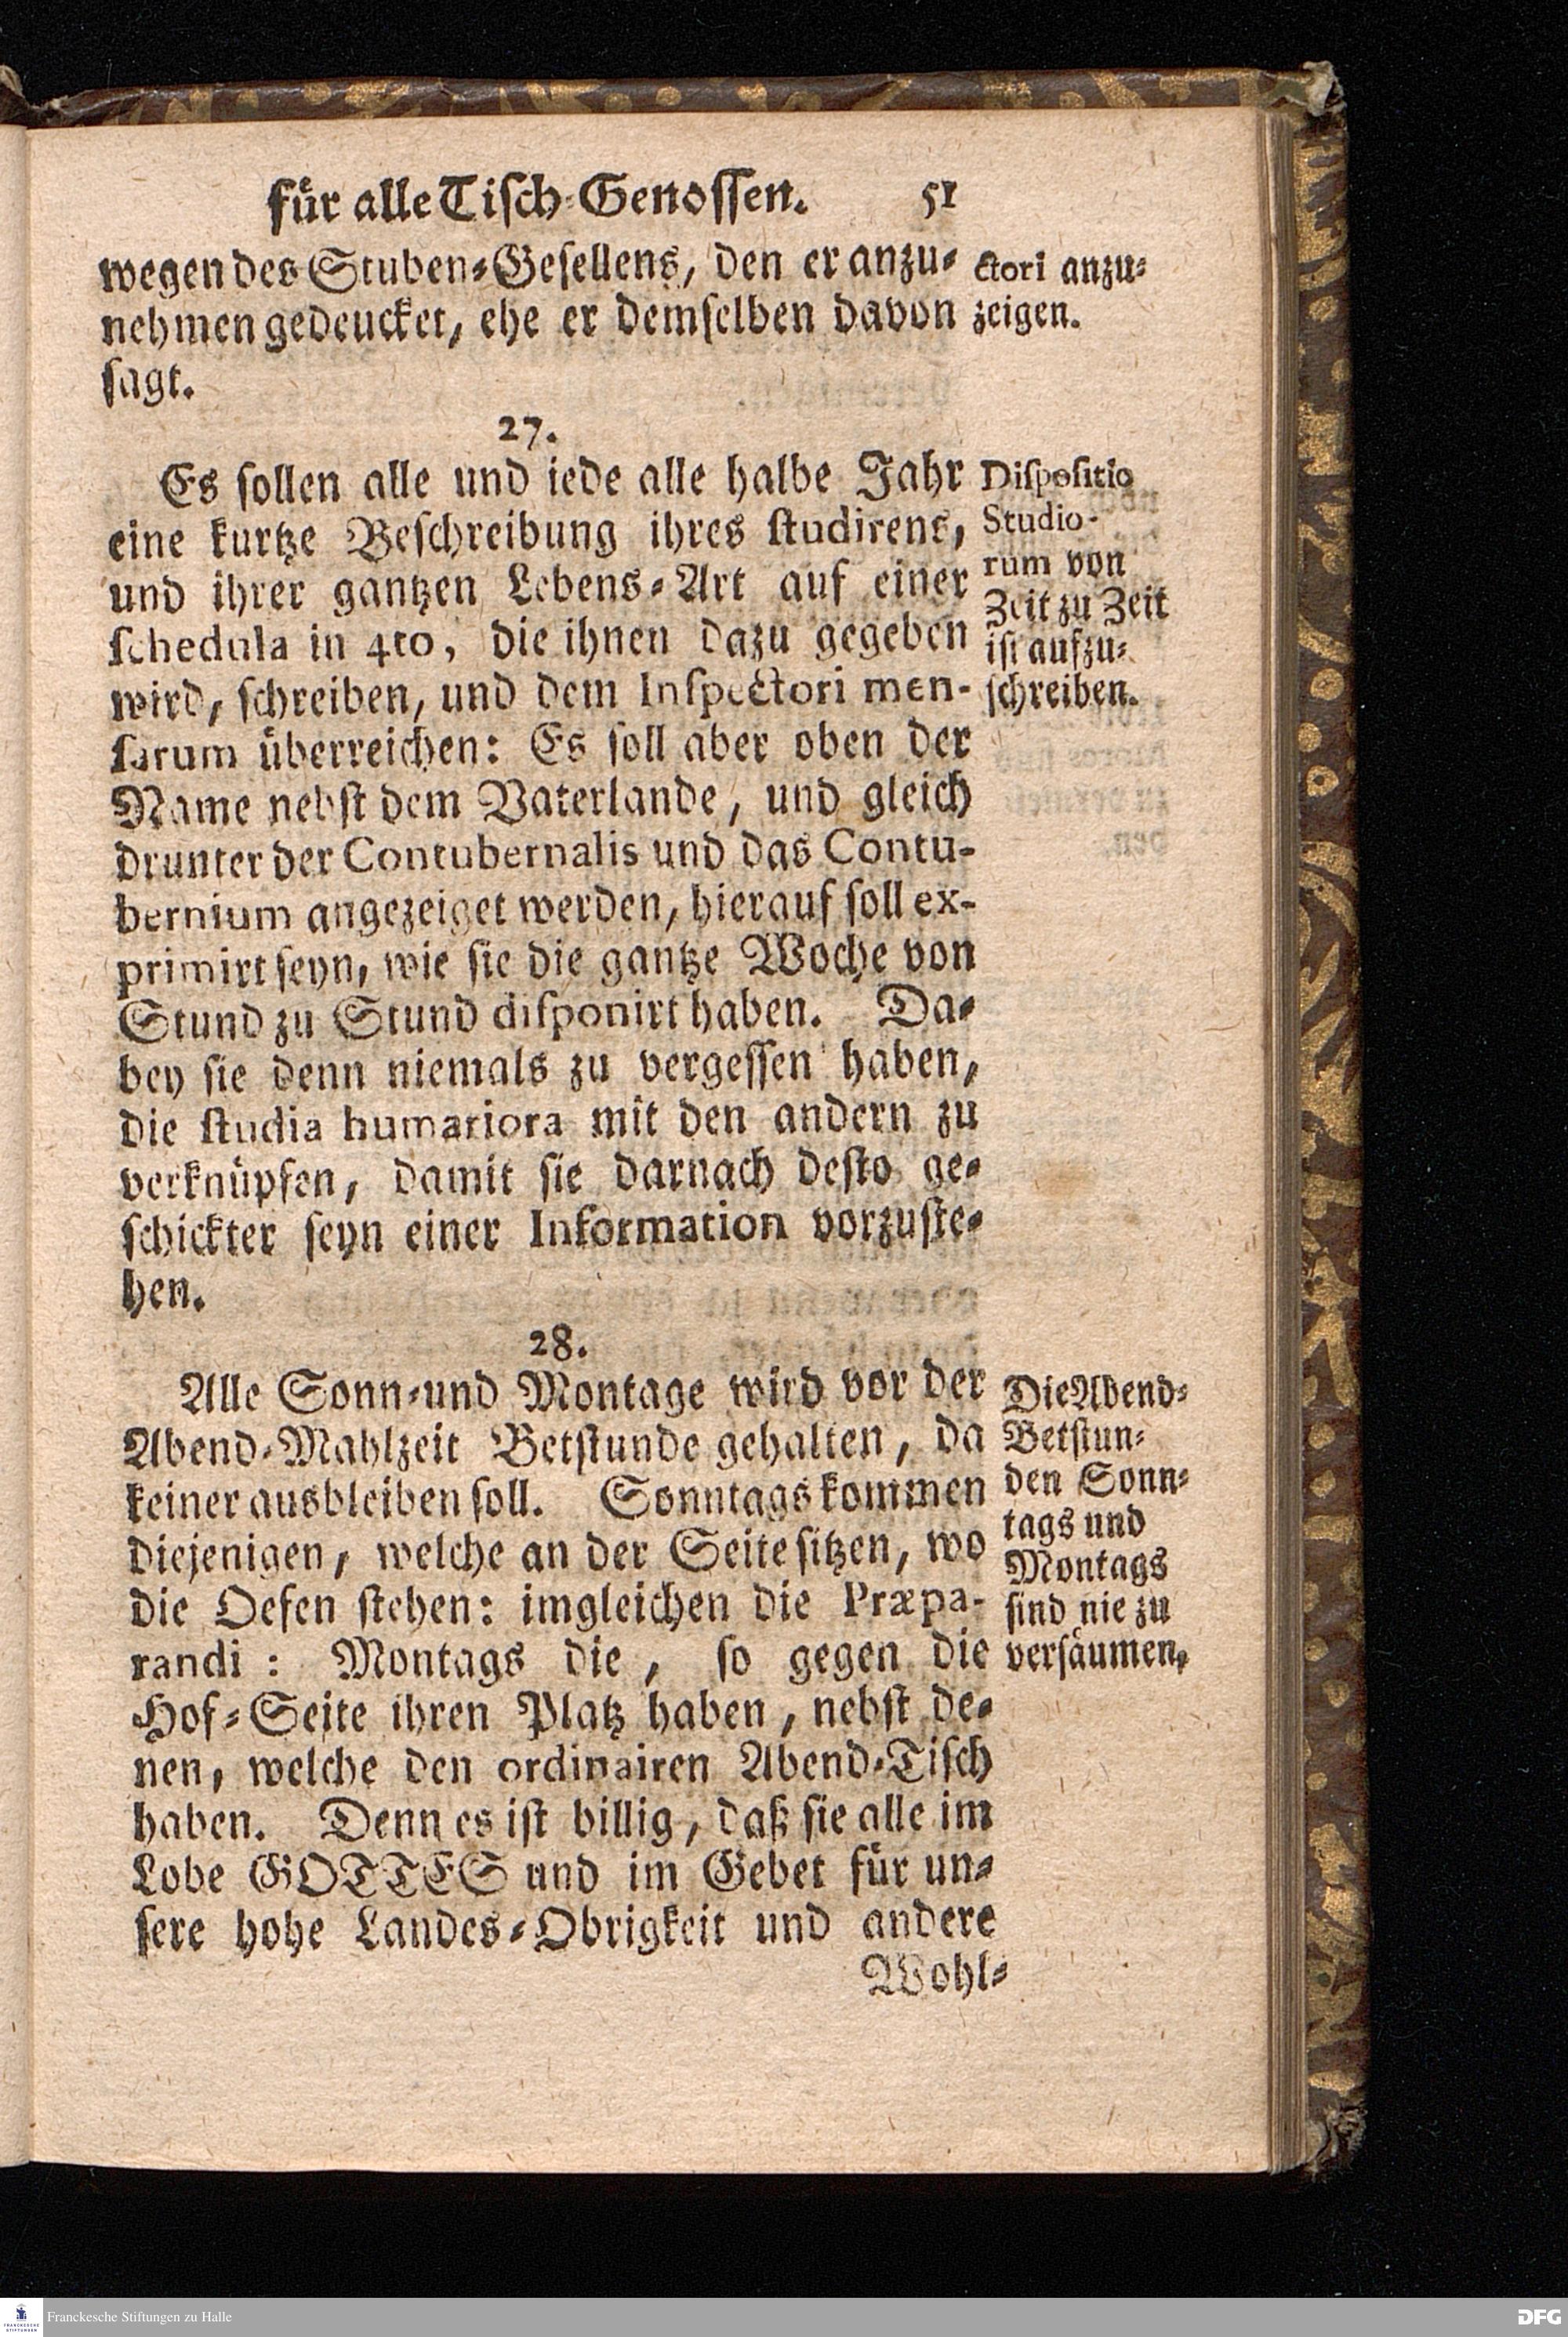 für alle Tisch-Genossen. 51
wegen des Stuben-Gesellens, den er anzu-
nehmen gedeucket, ehe er demselben davon
sagt.
ctori anzu-
zeigen.
27.
Es sollen alle und iede alle halbe Jahr
eine kurtze Beschreibung ihres studirens,
und ihrer gantzen Lebens-Art auf einer
schedula in 4to, die ihnen dazu gegeben
wird, schreiben, und dem Inspectori men-
sarum überreichen: Es soll aber oben der
Name nebst dem Vaterlande, und gleich
drunter der Contubernalis und das Contu-
bernium angezeiget werden, hierauf soll ex-
primirt seyn, wie sie die gantze Woche von
Stund zu Stund disponirt haben. Da-
bey sie denn niemals zu vergessen haben,
die studia humaniora mit den andern zu
verknüpfen, damit sie darnach desto ge-
schickter seyn einer Information vorzuste-
hen.
Dispositio
Studio-
rum von
Zeit zu Zeit
ist aufzu-
schreiben.
28.
Alle Sonn-und Montage wird vor der
Abend-Mahlzeit Betstunde gehalten, da
keiner ausbleiben soll. Sonntags kommen
diejenigen, welche an der Seite sitzen, wo
die Oefen stehen: imgleichen die Præpa-
randi: Montags die, so gegen die
Hof-Seite ihren Platz haben, nebst de-
nen, welche den ordinairen Abend-Tisch
haben. Denn es ist billig, daß sie alle im
Lobe GOTTES und im Gebet für un-
sere hohe Landes-Obrigkeit und andere
Wohl-
Die Abend-
Betstun-
den Sonn-
tags und
Montags
sind nie zu
versäumen.
FRANCKESCHE
STIFTUNGEN
Franckesche Stiftungen zu Halle
DFG